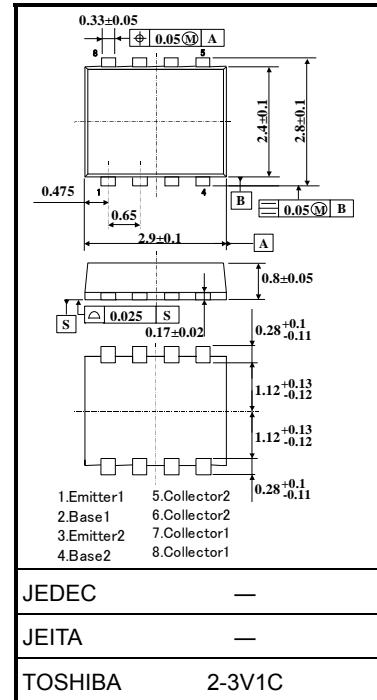 0.33±0.05
⌖ 0.05Ⓜ A
8 5
2.4±0.1
2.8±0.1
0.475
1 4
B
⌯ 0.05Ⓜ B
0.65
2.9±0.1
A
0.8±0.05
S
⌓ 0.025 S
0.17±0.02
0.28 +0.1 -0.11
1.12 +0.13 -0.12
1.12 +0.13 -0.12
0.28 +0.1 -0.11
1.Emitter1 5.Collector2
2.Base1 6.Collector2
3.Emitter2 7.Collector1
4.Base2 8.Collector1
JEDEC —
JEITA —
TOSHIBA 2-3V1C